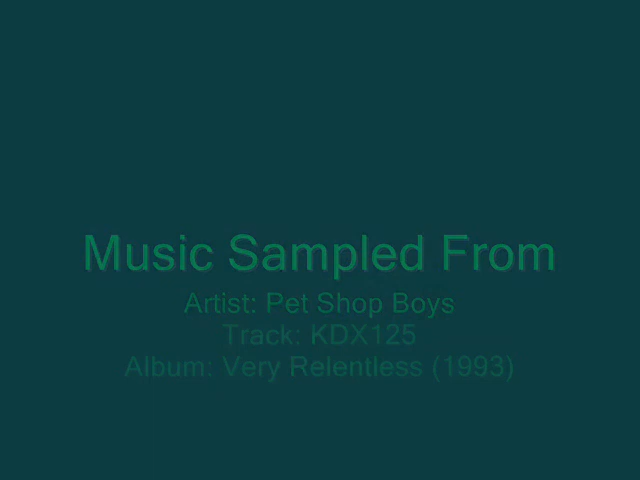 Music Sampled From
Artist: Pet Shop Boys
Track: KDX125
Album: Very Relentless (1993)